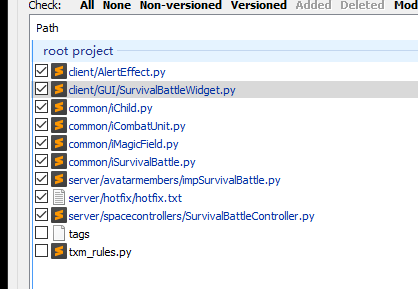 Check: All None Non-versioned Versioned Added Deleted Mod
Path
root project
client/AlertEffect.py
client/GUI/SurvivalBattleWidget.py
common/iChild.py
common/iCombatUnit.py
common/iMagicField.py
common/iSurvivalBattle.py
server/avatarmembers/impSurvivalBattle.py
server/hotfix/hotfix.txt
server/spacecontrollers/SurvivalBattleController.py
tags
txm_rules.py